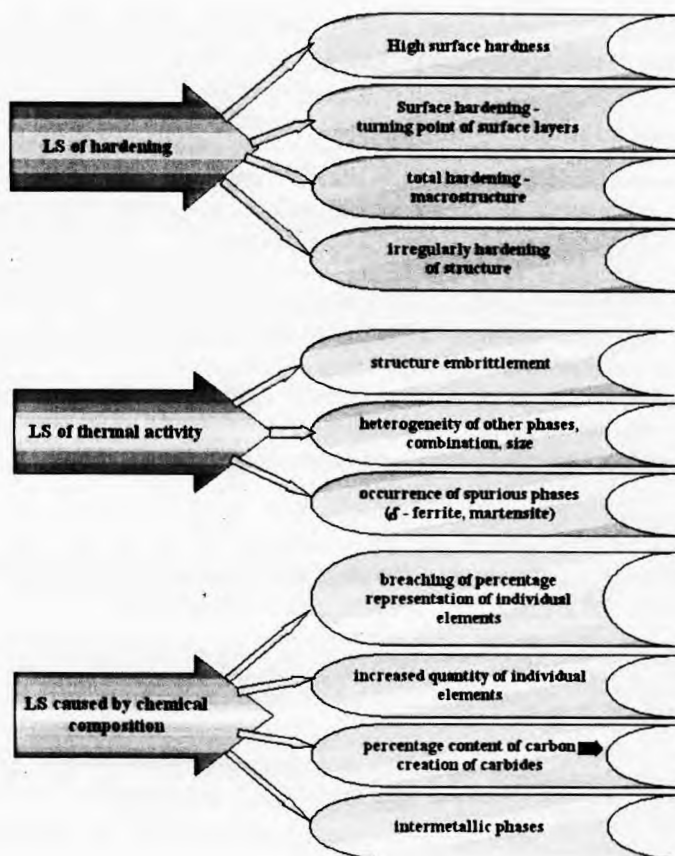 High surface hardness
LS of hardening
Surface hardening -
turning point of surface layers
total hardening -
macrostructure
irregularly hardening
of structure
LS of thermal activity
structure embrittlement
heterogeneity of other phases,
combination, size
occurrence of spurious phases
(δ - ferrite, martensite)
LS caused by chemical
composition
breaching of percentage
representation of individual
elements
increased quantity of individual
elements
percentage content of carbon
creation of carbides
intermetallic phases